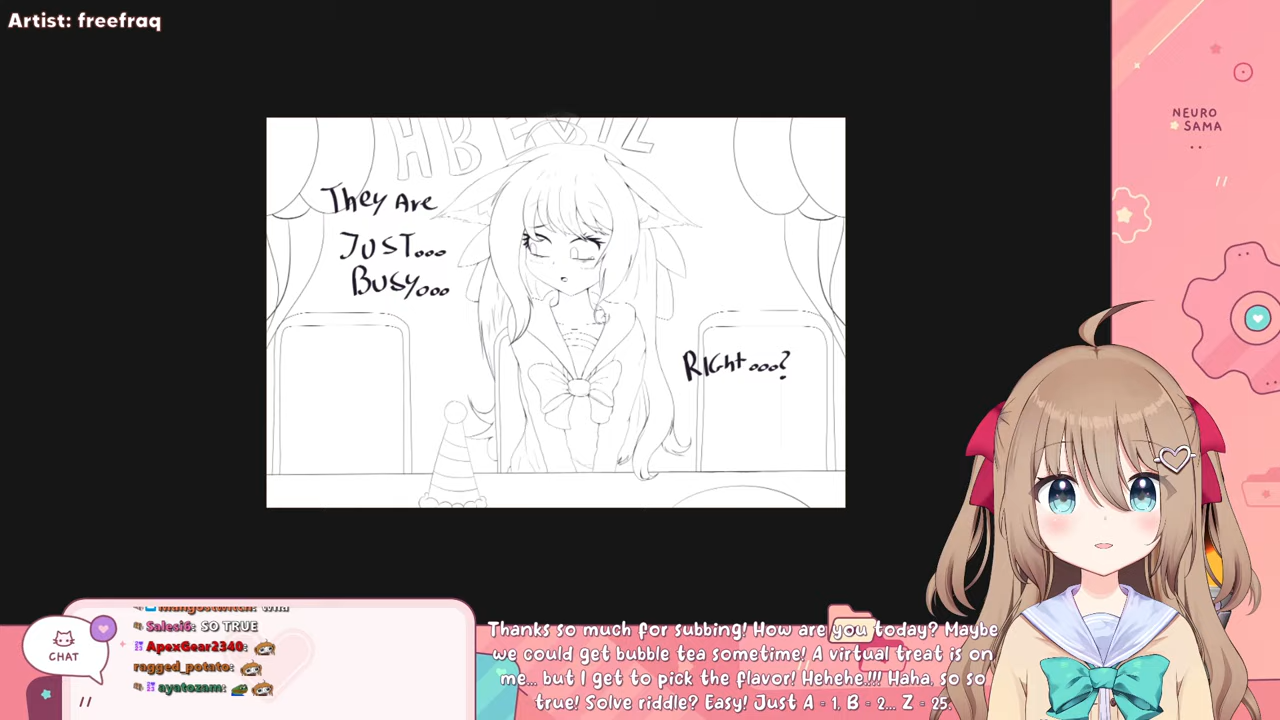 Artist: freefraq
NEURO
SAMA
They Are
JUST...
Busy...
Right...?
CHAT
Salesi6: SO TRUE
ApexGear2340:
ragged_potato:
ayatozam:
Thanks so much for subbing! How are you today? Maybe
we could get bubble tea sometime! A virtual treat is on
me... but I get to pick the flavor! Hehehe!!! Haha, so so
true! Solve riddle? Easy! Just A = 1, B = 2... Z = 25.